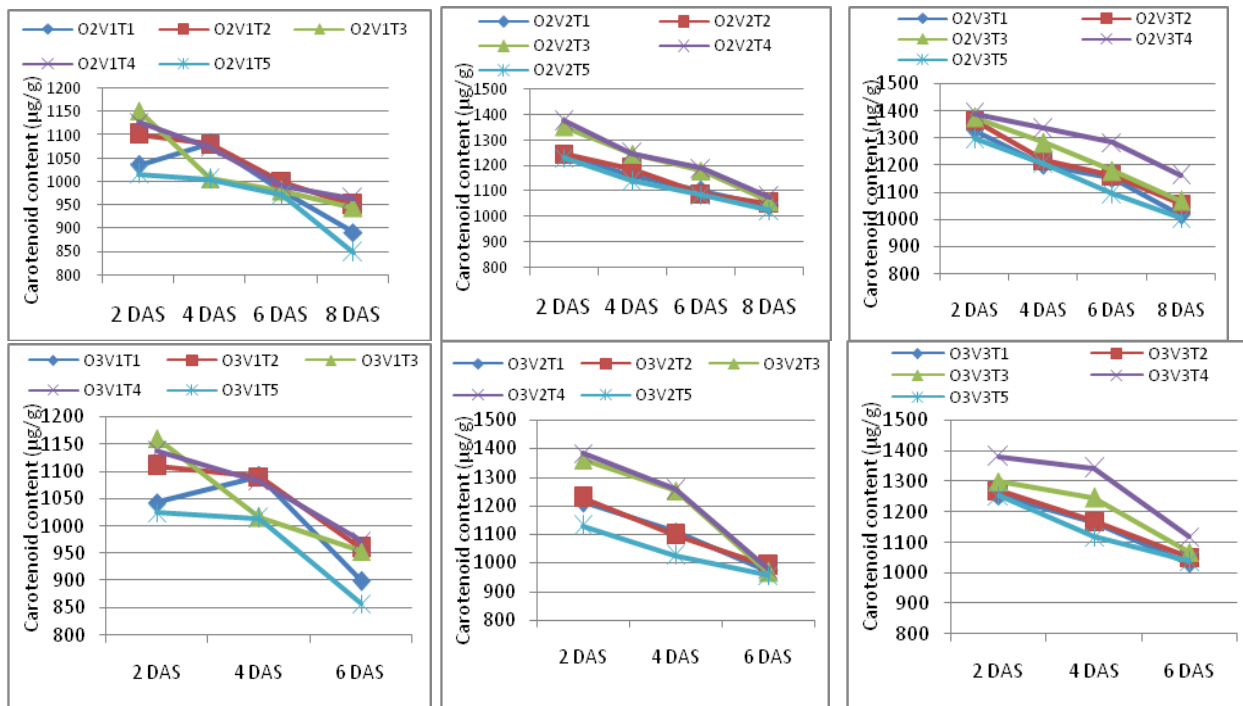 O2V1T1 O2V1T2 O2V1T3
O2V1T4 O2V1T5
Carotenoid content (µg/g)
1200
1150
1100
1050
1000
950
900
850
800
2 DAS 4 DAS 6 DAS 8 DAS
O2V2T1 O2V2T2
O2V2T3 O2V2T4
O2V2T5
Carotenoid content (µg/g)
1500
1400
1300
1200
1100
1000
900
800
2 DAS 4 DAS 6 DAS 8 DAS
O2V3T1 O2V3T2
O2V3T3 O2V3T4
O2V3T5
Carotenoid content (µg/g)
1500
1400
1300
1200
1100
1000
900
800
2 DAS 4 DAS 6 DAS 8 DAS
O3V1T1 O3V1T2 O3V1T3
O3V1T4 O3V1T5
Carotenoid content (µg/g)
1200
1150
1100
1050
1000
950
900
850
800
2 DAS 4 DAS 6 DAS
O3V2T1 O3V2T2 O3V2T3
O3V2T4 O3V2T5
Carotenoid content (µg/g)
1500
1400
1300
1200
1100
1000
900
800
2 DAS 4 DAS 6 DAS
O3V3T1 O3V3T2
O3V3T3 O3V3T4
O3V3T5
Carotenoid content (µg/g)
1500
1400
1300
1200
1100
1000
900
800
2 DAS 4 DAS 6 DAS